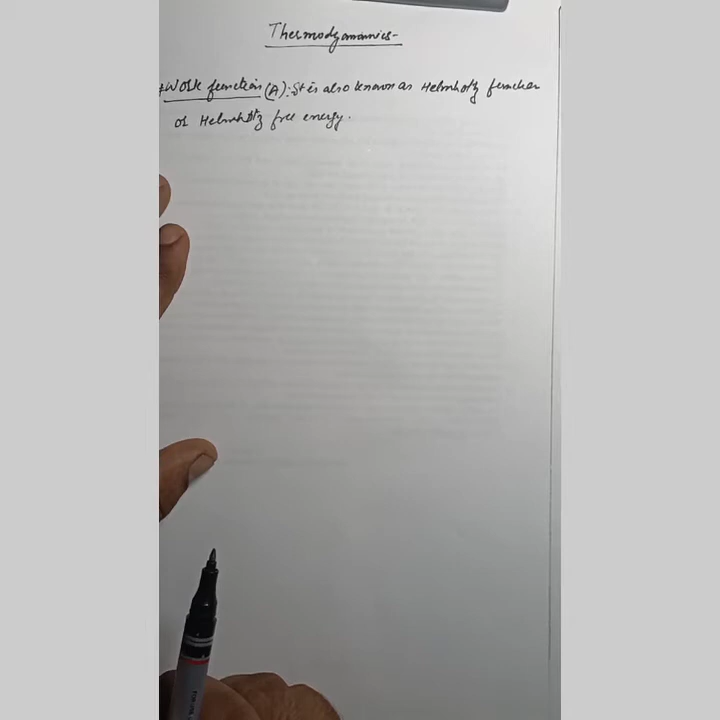 Thermodynamics-
*Work function (A): It is also known as Helmholtz function
or Helmholtz free energy.